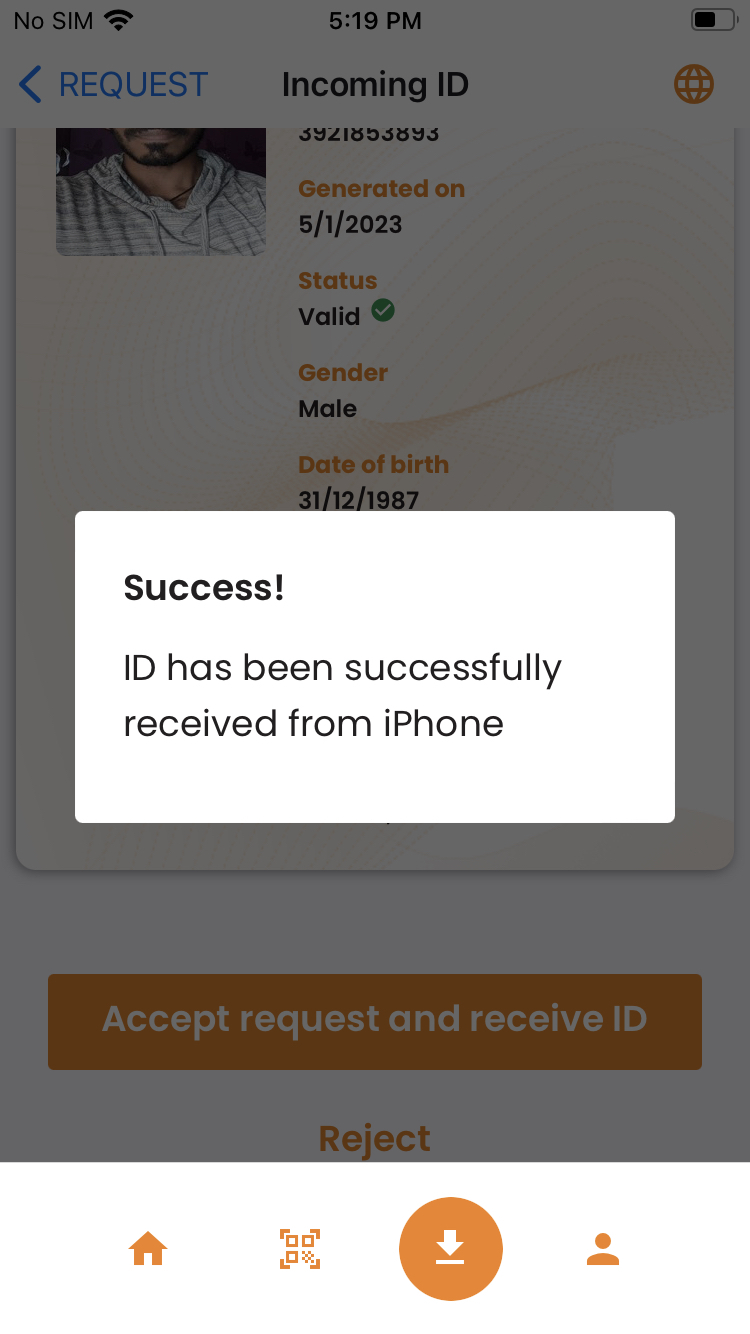 No SIM 5:19 PM
REQUEST Incoming ID
3921853893
Generated on
5/1/2023
Status
Valid
Gender
Male
Date of birth
31/12/1987
Success!
ID has been successfully
received from iPhone
Accept request and receive ID
Reject